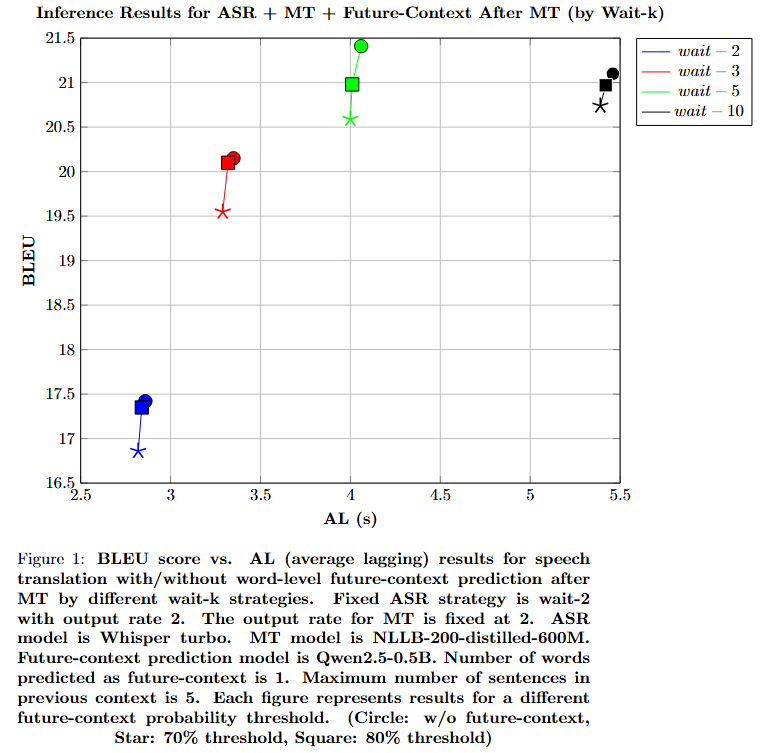 Inference Results for ASR + MT + Future-Context After MT (by Wait-k)
21.5
21
20.5
20
19.5
19
18.5
18
17.5
17
16.5
BLEU
2.5 3 3.5 4 4.5 5 5.5
AL (s)
wait − 2
wait − 3
wait − 5
wait − 10
Figure 1: BLEU score vs. AL (average lagging) results for speech
translation with/without word-level future-context prediction after
MT by different wait-k strategies. Fixed ASR strategy is wait-2
with output rate 2. The output rate for MT is fixed at 2. ASR
model is Whisper turbo. MT model is NLLB-200-distilled-600M.
Future-context prediction model is Qwen2.5-0.5B. Number of words
predicted as future-context is 1. Maximum number of sentences in
previous context is 5. Each figure represents results for a different
future-context probability threshold. (Circle: w/o future-context,
Star: 70% threshold, Square: 80% threshold)